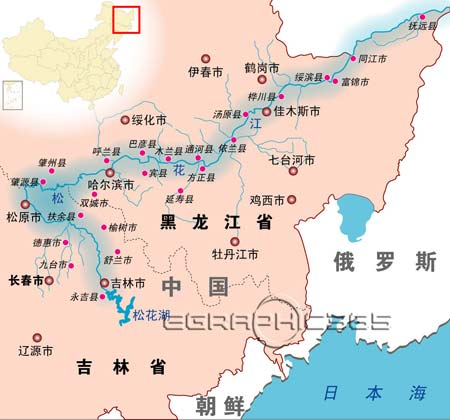 抚远县
同江市
伊春市
鹤岗市
绥滨县
富锦市
桦川县
汤原县
佳木斯市
江
绥化市
呼兰县
巴彦县
木兰县
通河县
依兰县
花
七台河市
肇州县
肇源县
哈尔滨市
宾县
方正县
松
双城市
延寿县
鸡西市
松原市
扶余县
榆树市
黑龙江省
德惠市
牡丹江市
俄罗斯
九台市
舒兰市
长春市
吉林市
中国
永吉县
松花湖
EGRAPHIC365
辽源市
吉林省
日本海
朝鲜